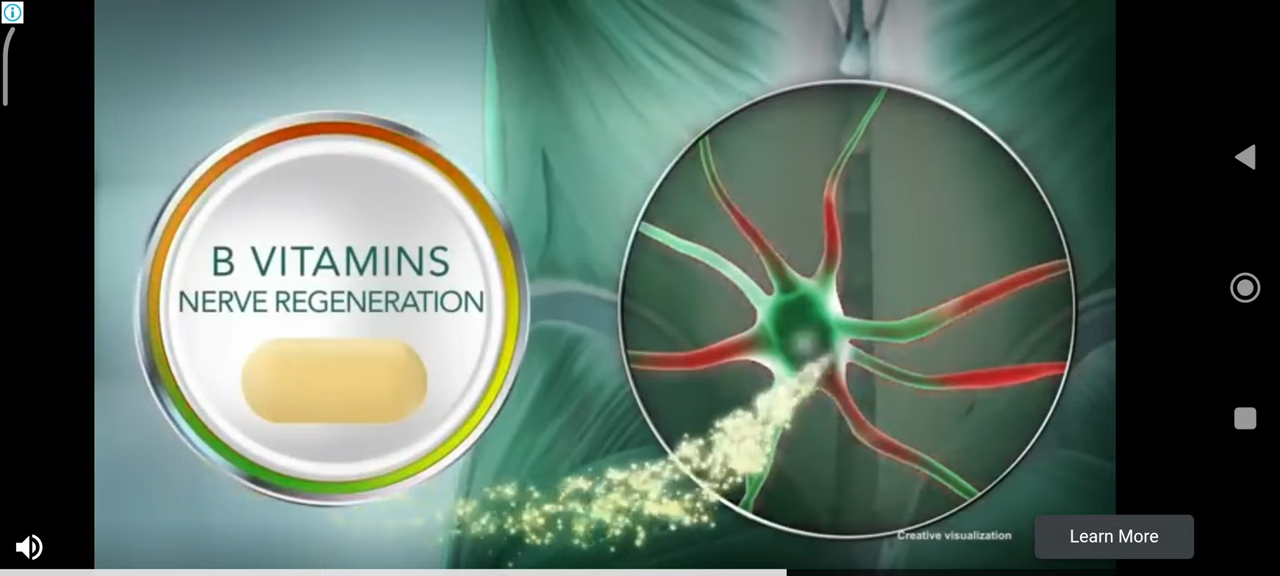 B VITAMINS
NERVE REGENERATION
Creative visualization
Learn More